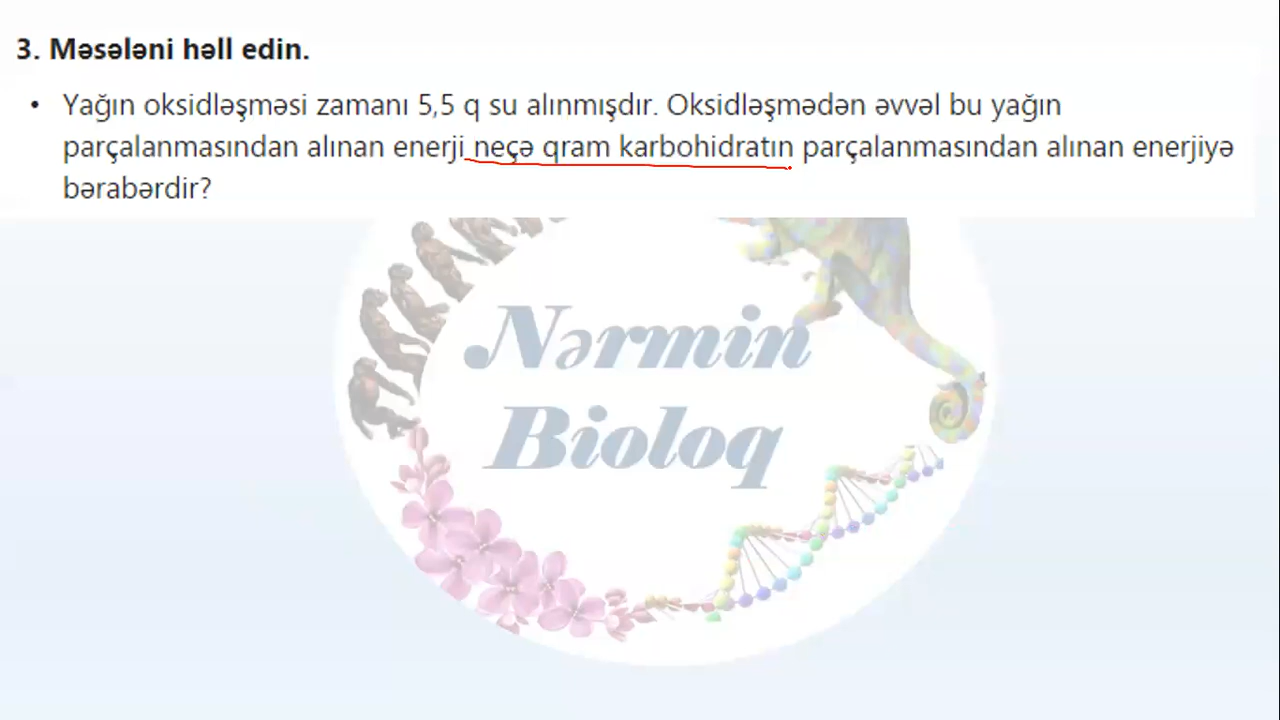 3. Məsələni həll edin.
• Yağın oksidləşməsi zamanı 5,5 q su alınmışdır. Oksidləşmədən əvvəl bu yağın
parçalanmasından alınan enerji neçə qram karbohidratın parçalanmasından alınan enerjiyə
bərabərdir?
Nərmin
Bioloq